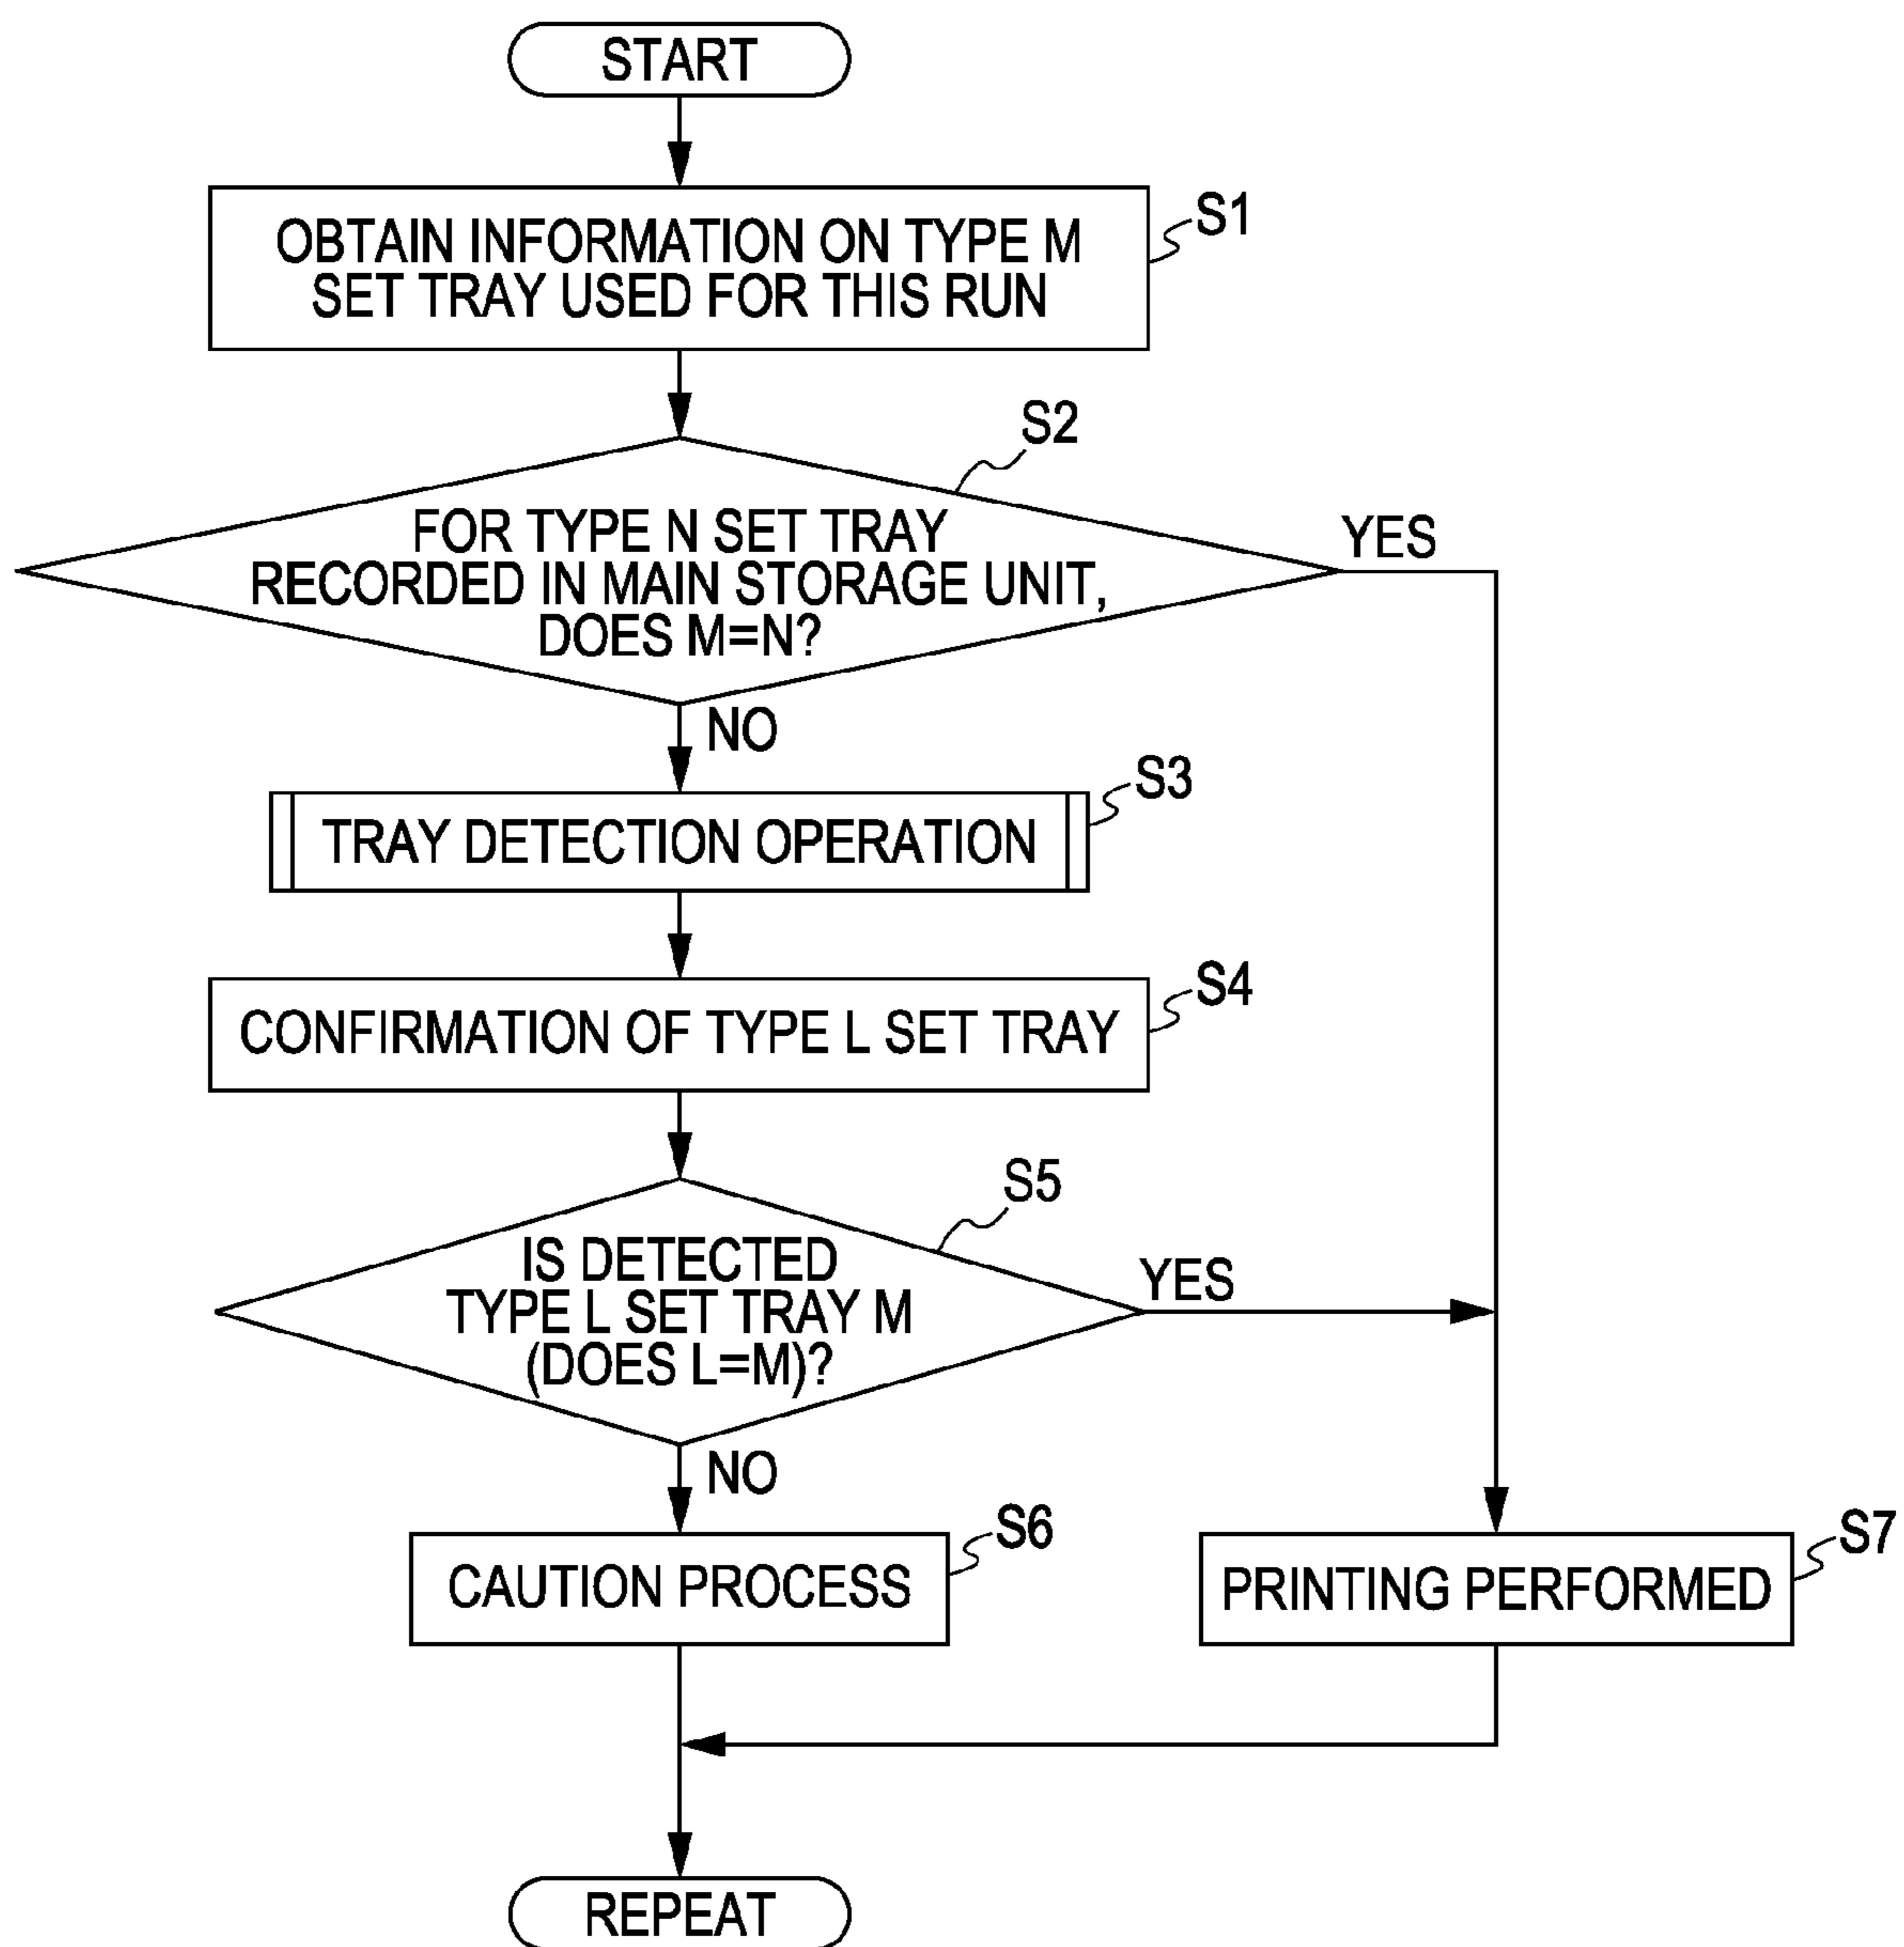 START
OBTAIN INFORMATION ON TYPE M
SET TRAY USED FOR THIS RUN
S1
S2
FOR TYPE N SET TRAY
RECORDED IN MAIN STORAGE UNIT,
DOES M=N?
YES
NO
S3
TRAY DETECTION OPERATION
S4
CONFIRMATION OF TYPE L SET TRAY
S5
IS DETECTED
TYPE L SET TRAY M
(DOES L=M)?
YES
NO
S6
CAUTION PROCESS
S7
PRINTING PERFORMED
REPEAT